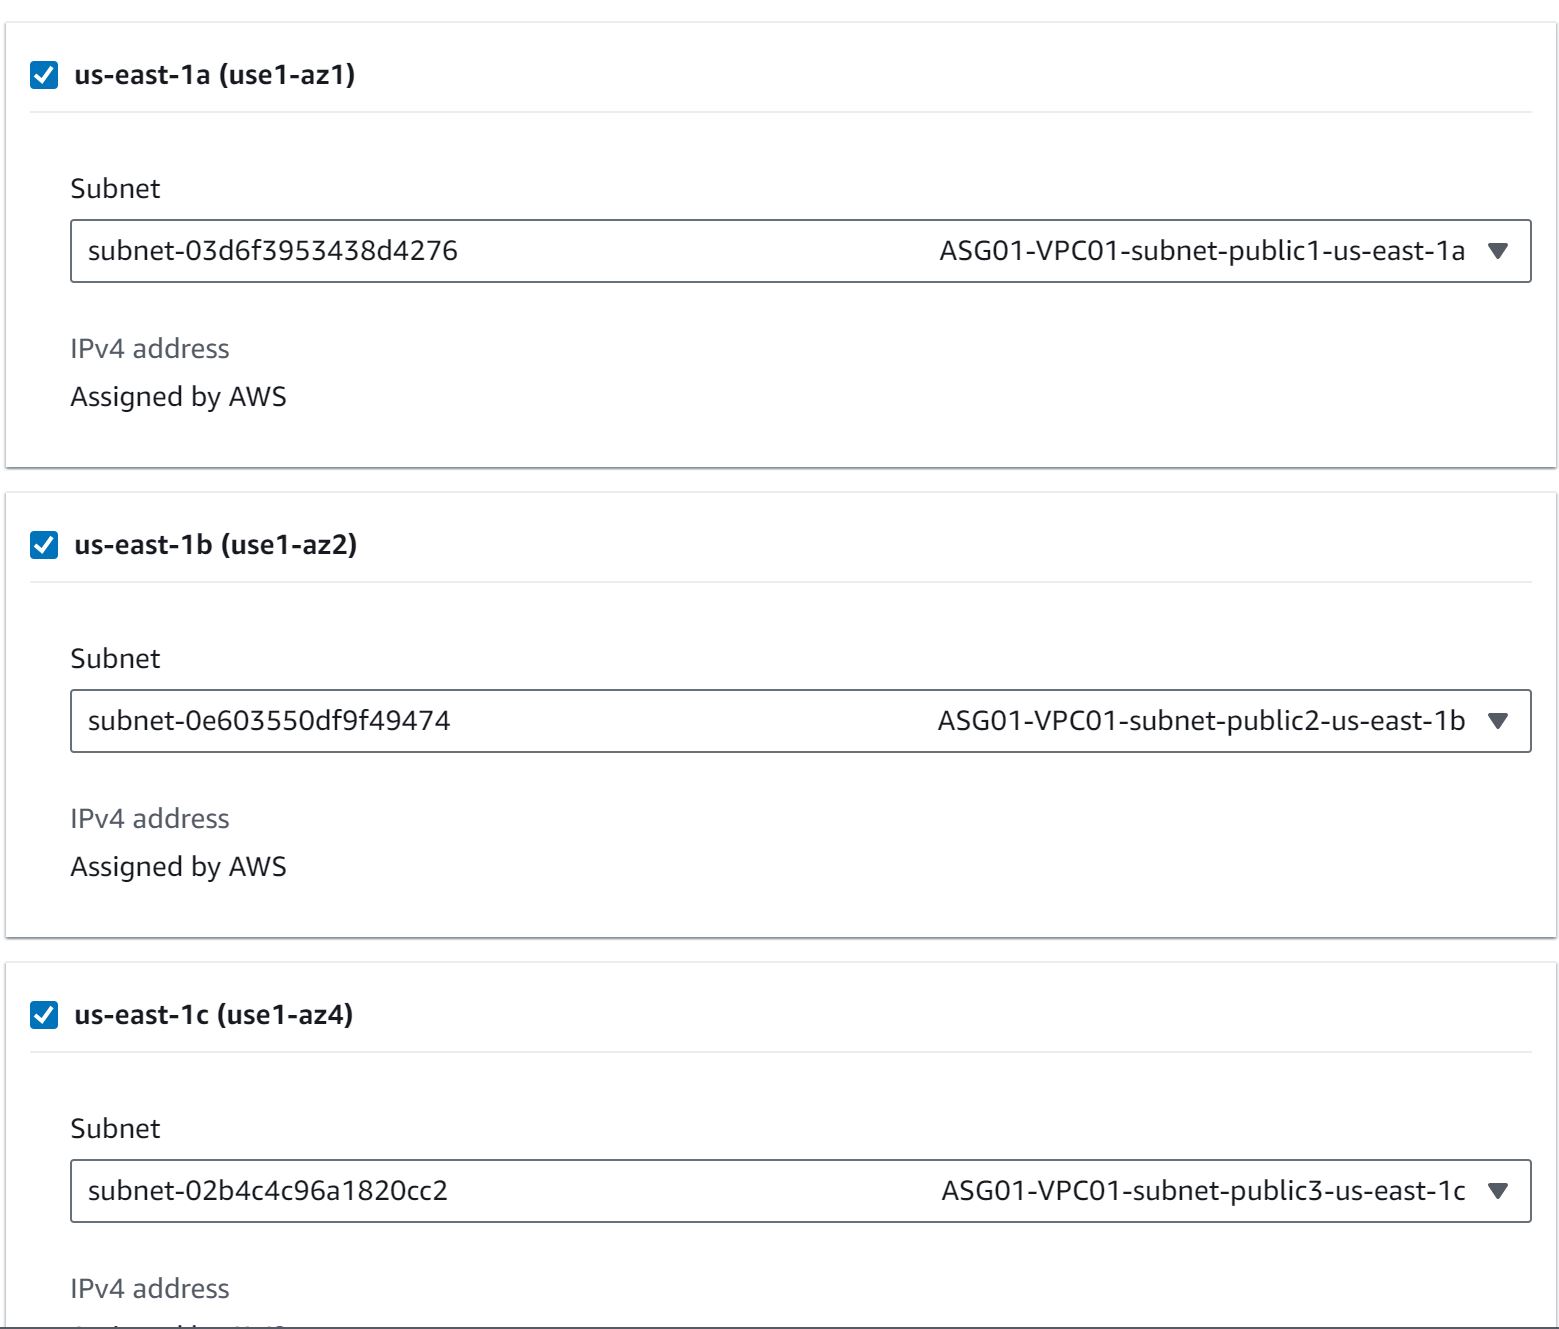 us-east-1a (use1-az1)
Subnet
subnet-03d6f3953438d4276 ASG01-VPC01-subnet-public1-us-east-1a
IPv4 address
Assigned by AWS
us-east-1b (use1-az2)
Subnet
subnet-0e603550df9f49474 ASG01-VPC01-subnet-public2-us-east-1b
IPv4 address
Assigned by AWS
us-east-1c (use1-az4)
Subnet
subnet-02b4c4c96a1820cc2 ASG01-VPC01-subnet-public3-us-east-1c
IPv4 address